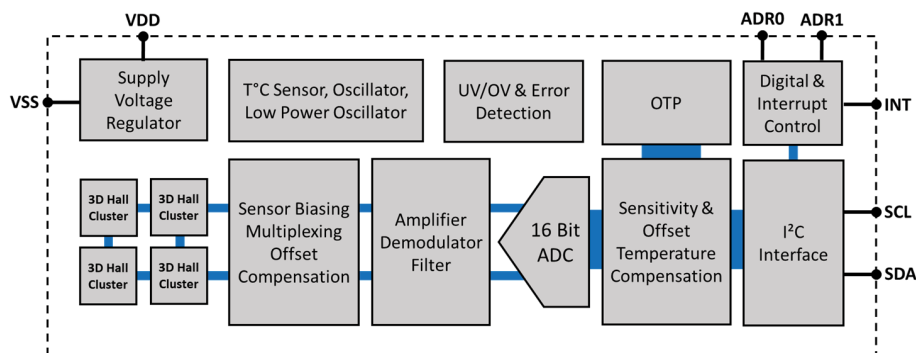 VDD
ADR0
ADR1
VSS
Supply
Voltage
Regulator
T°C Sensor, Oscillator,
Low Power Oscillator
UV/OV & Error
Detection
OTP
Digital &
Interrupt
Control
INT
3D Hall
Cluster
3D Hall
Cluster
3D Hall
Cluster
3D Hall
Cluster
Sensor Biasing
Multiplexing
Offset
Compensation
Amplifier
Demodulator
Filter
16 Bit
ADC
Sensitivity &
Offset
Temperature
Compensation
I²C
Interface
SCL
SDA